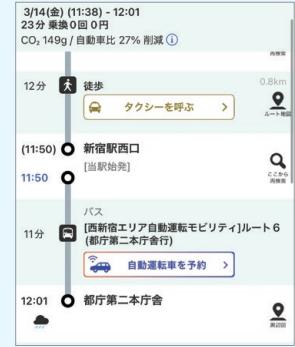 3/14(金) (11:38) - 12:01
23分 乗換0回 0円
CO₂ 149g / 自動車比 27% 削減 ⓘ
再検索
12分 徒歩 0.8km
タクシーを呼ぶ >
ルート地図
(11:50) 新宿駅西口
[当駅始発]
11:50
ここから
再検索
バス
11分 [西新宿エリア自動運転モビリティ]ルート6
(都庁第二本庁舎行)
自動運転車を予約 >
12:01 都庁第二本庁舎
周辺図